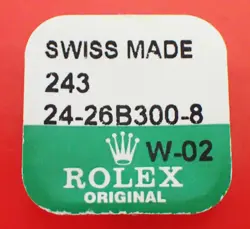 SWISS MADE
243
24-26B300-8
W-02
ROLEX
ORIGINAL